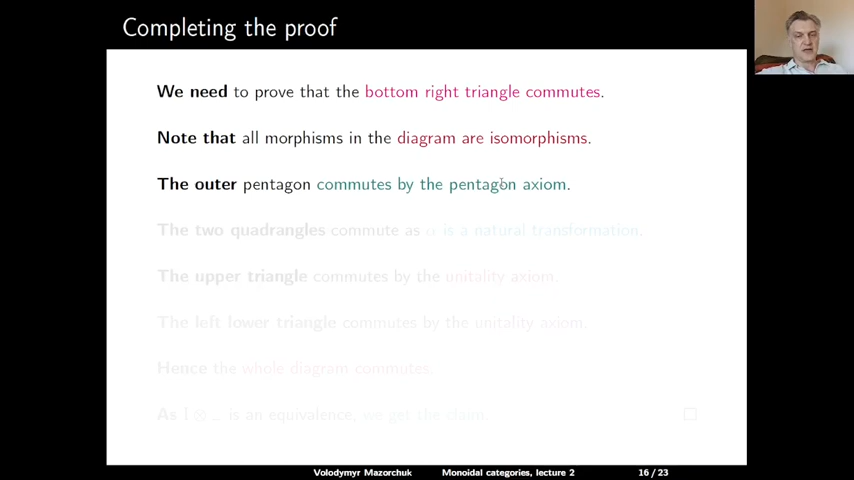 Completing the proof
We need to prove that the bottom right triangle commutes.
Note that all morphisms in the diagram are isomorphisms.
The outer pentagon commutes by the pentagon axiom.
The two quadrangles commute as α is a natural transformation.
The upper triangle commutes by the unitality axiom.
The left lower triangle commutes by the unitality axiom.
Hence the whole diagram commutes.
As I ⊗ _ is an equivalence, we get the claim. □
Volodymyr Mazorchuk Monoidal categories, lecture 2 16 / 23